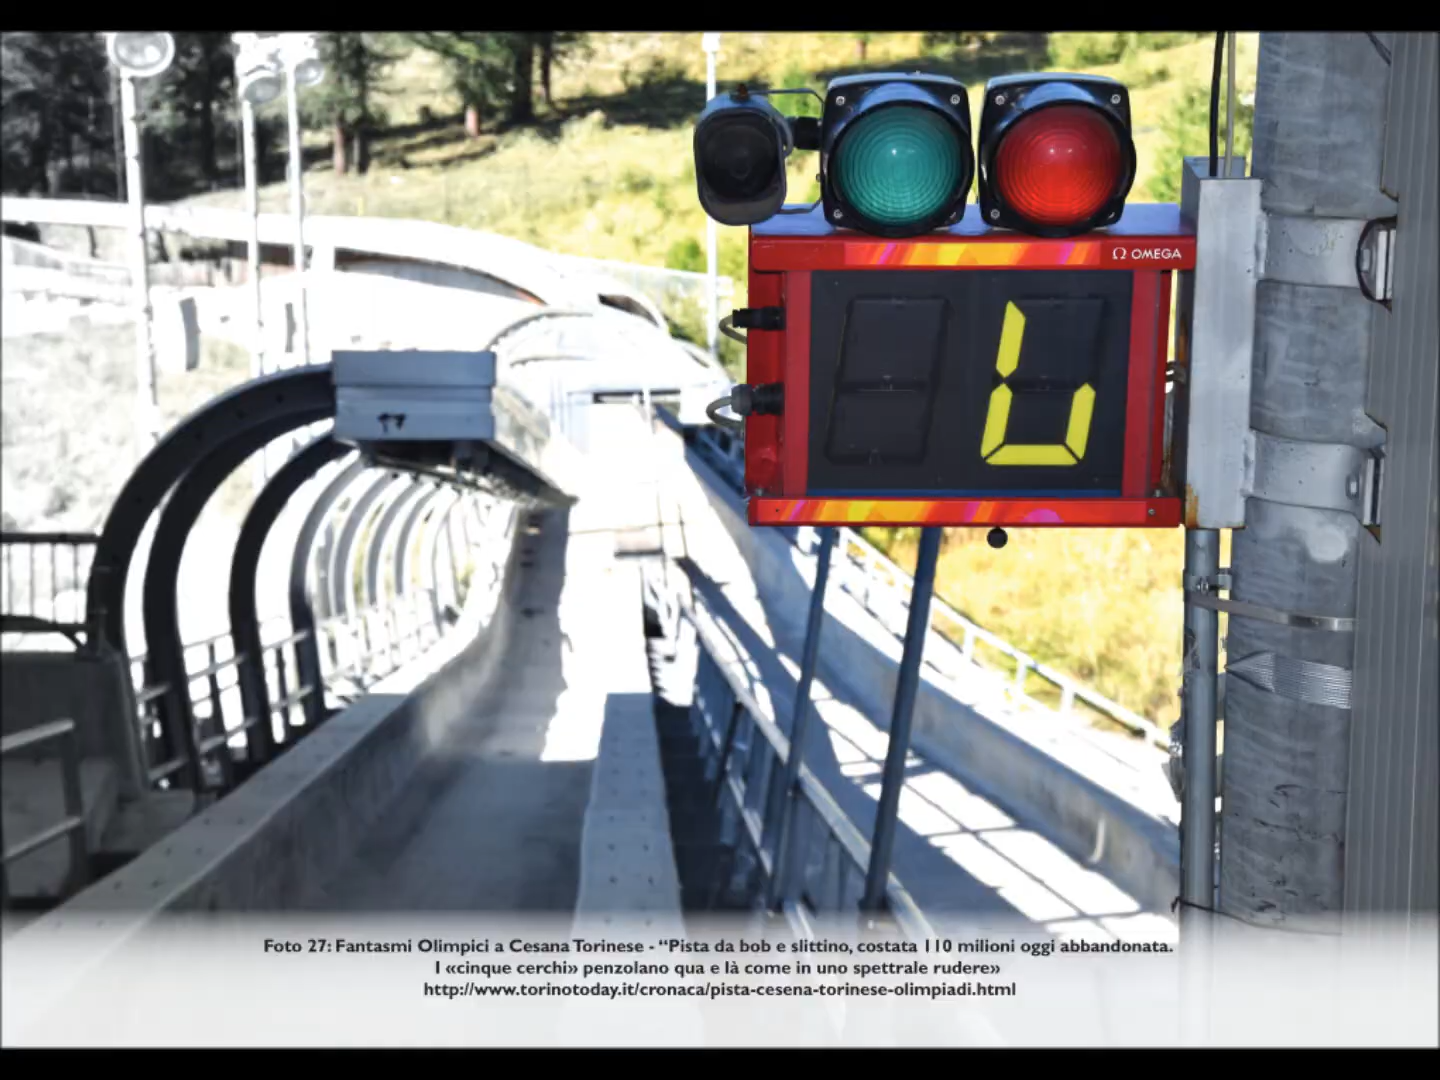 Ω OMEGA
Foto 27: Fantasmi Olimpici a Cesana Torinese - “Pista da bob e slittino, costata 110 milioni oggi abbandonata.
I «cinque cerchi» penzolano qua e là come in uno spettrale rudere»
http://www.torinotoday.it/cronaca/pista-cesena-torinese-olimpiadi.html